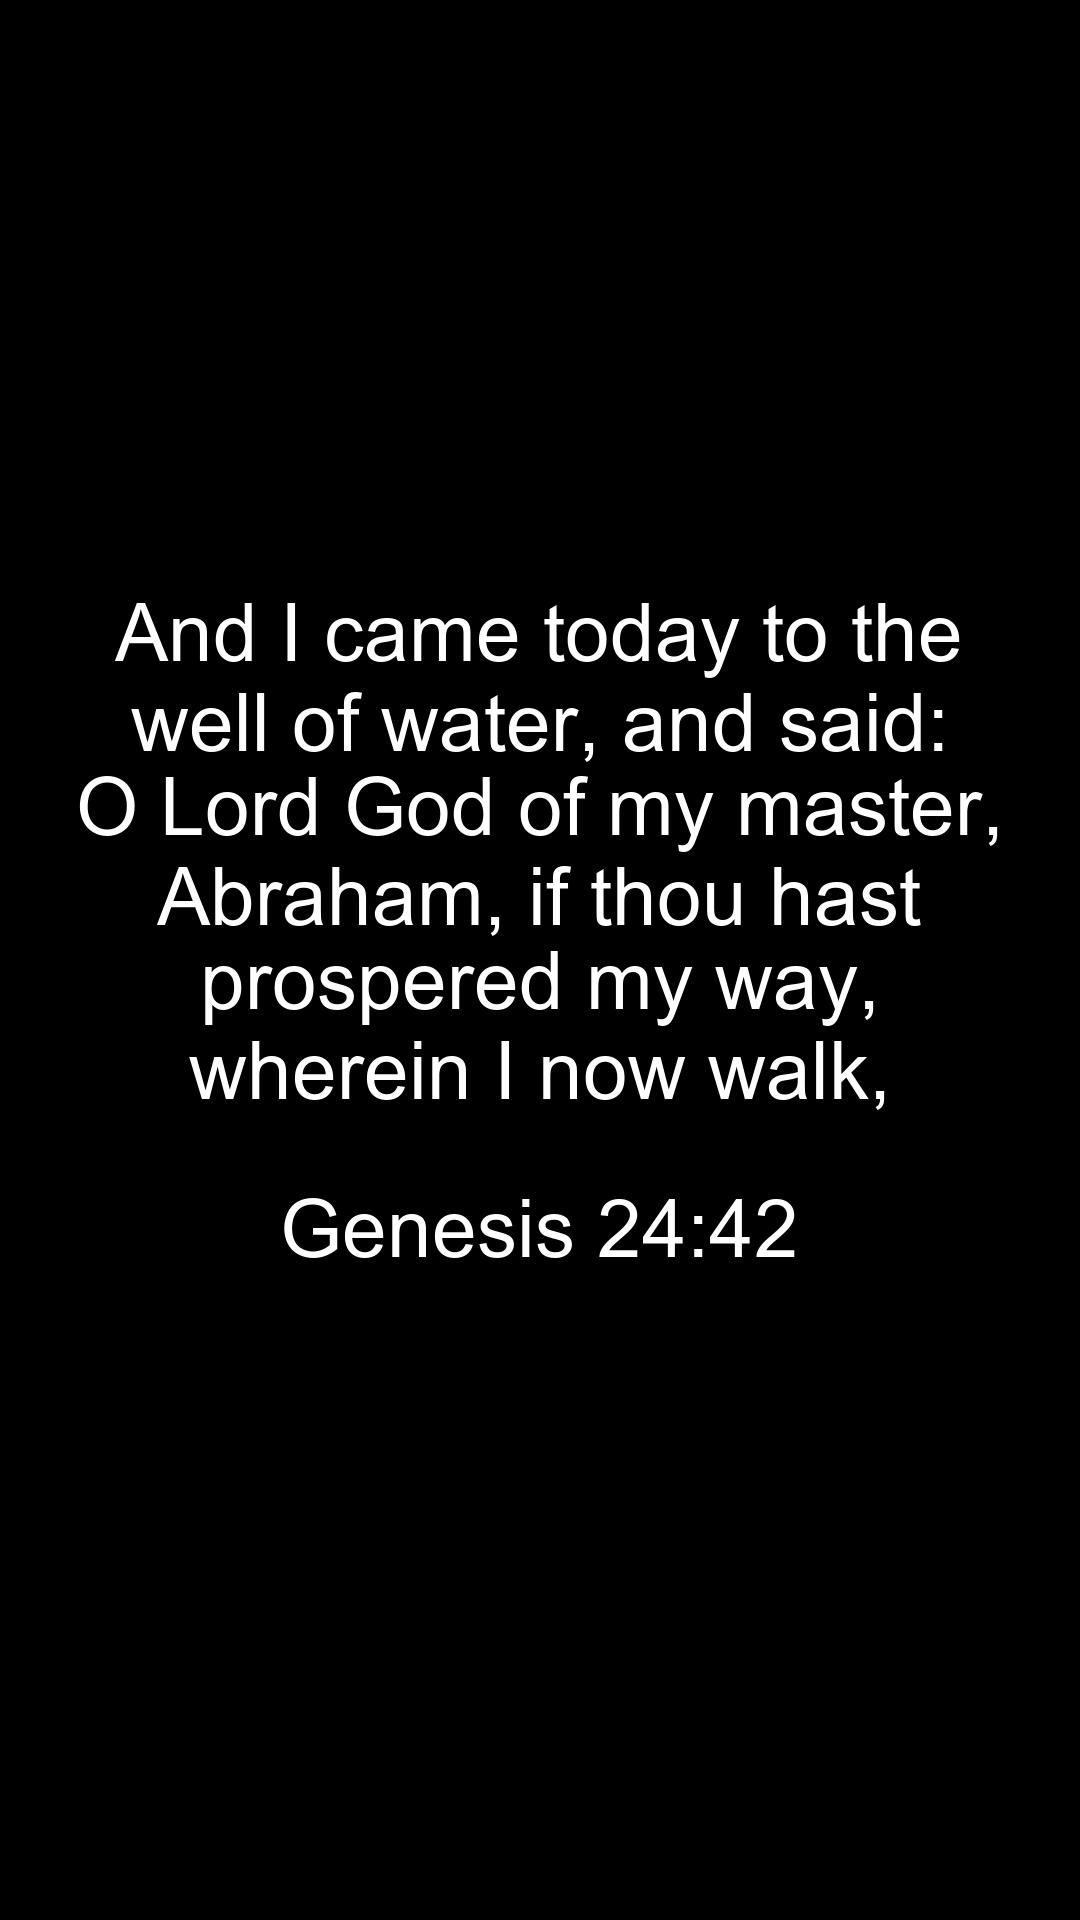 And I came today to the
well of water, and said:
O Lord God of my master,
Abraham, if thou hast
prospered my way,
wherein I now walk,
Genesis 24:42